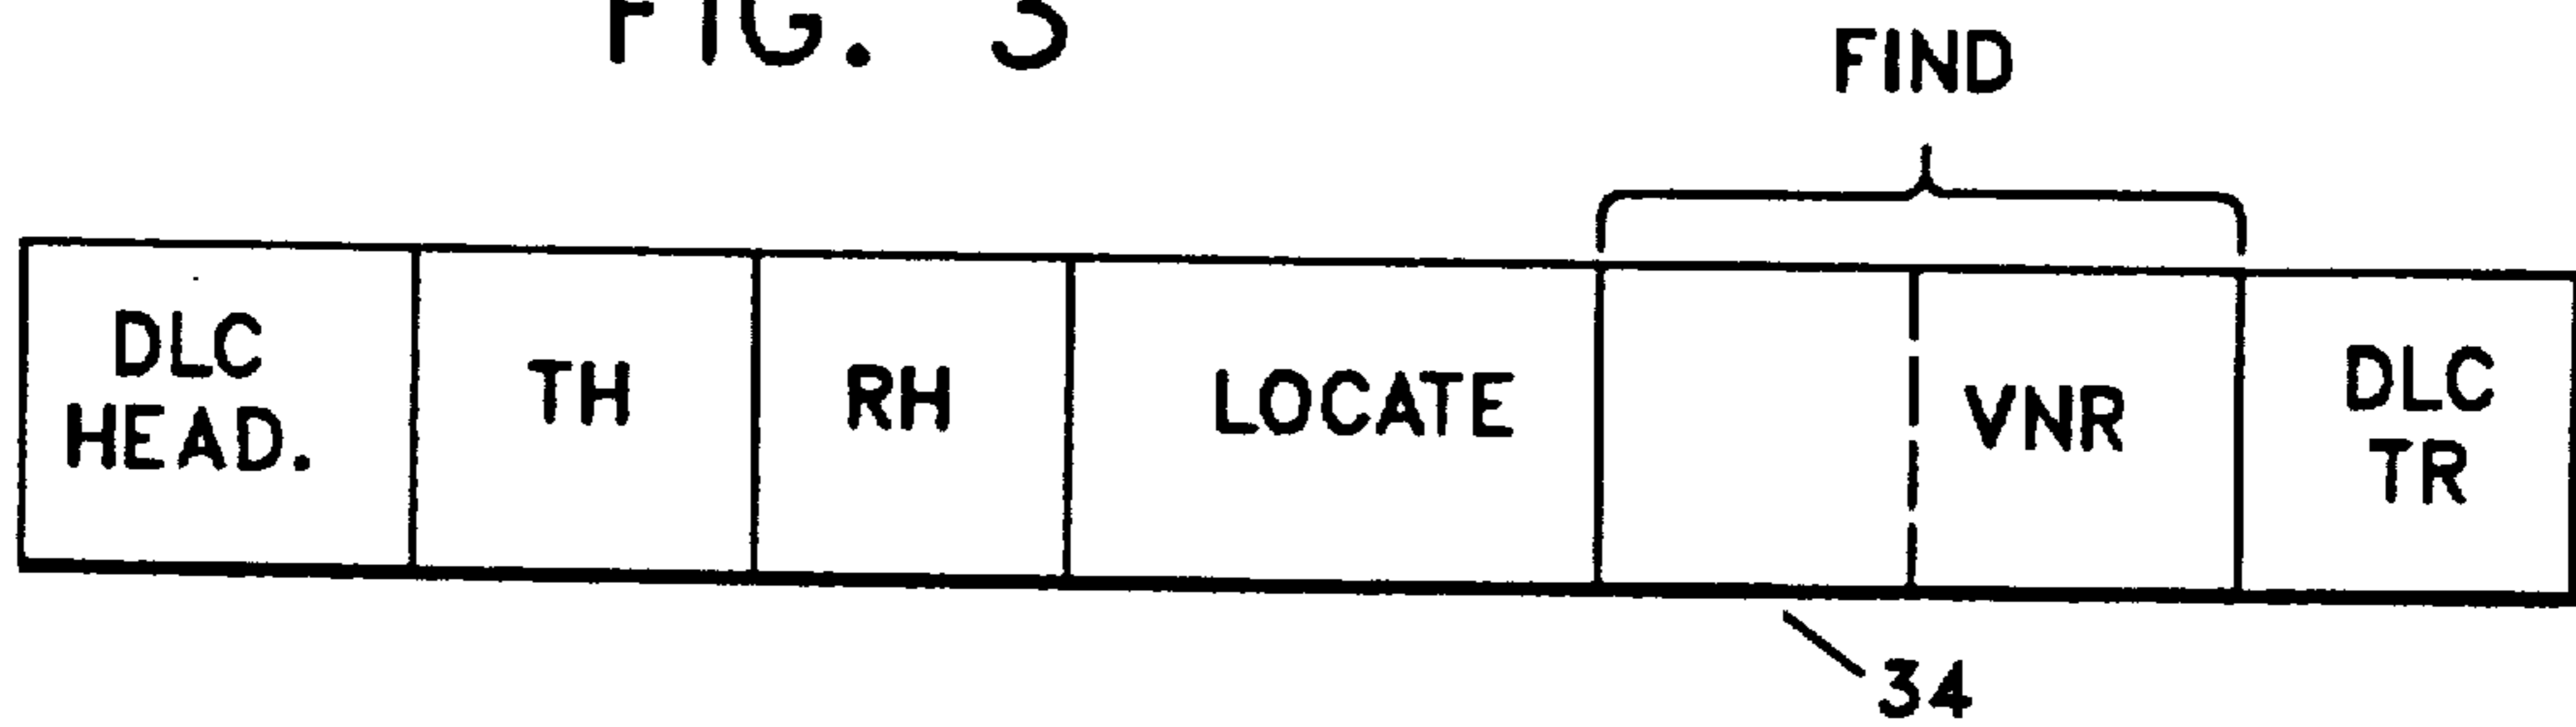 FIG. 3
FIND
DLC
HEAD.
TH
RH
LOCATE
VNR
DLC
TR
34